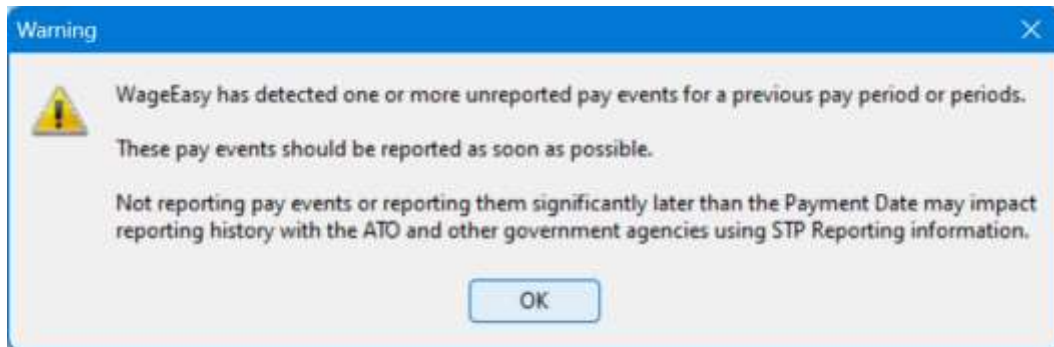 Warning
WageEasy has detected one or more unreported pay events for a previous pay period or periods.
These pay events should be reported as soon as possible.
Not reporting pay events or reporting them significantly later than the Payment Date may impact
reporting history with the ATO and other government agencies using STP Reporting information.
OK